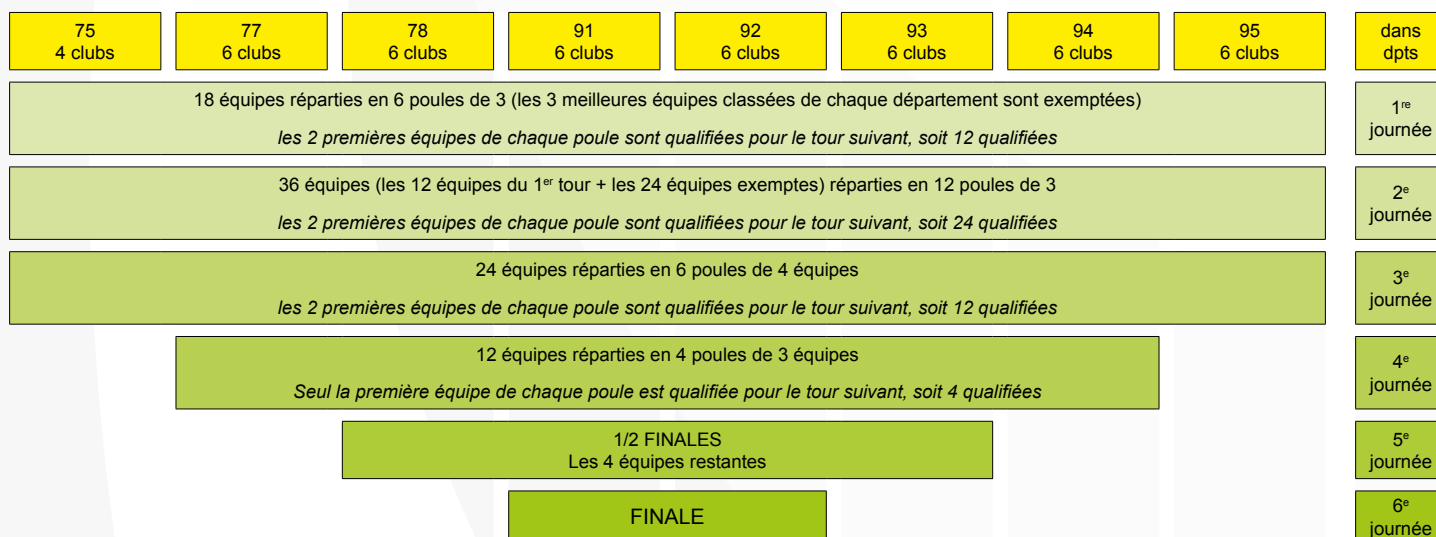 75
4 clubs
77
6 clubs
78
6 clubs
91
6 clubs
92
6 clubs
93
6 clubs
94
6 clubs
95
6 clubs
dans
dpts
18 équipes réparties en 6 poules de 3 (les 3 meilleures équipes classées de chaque département sont exemptées)
les 2 premières équipes de chaque poule sont qualifiées pour le tour suivant, soit 12 qualifiées
1re
journée
36 équipes (les 12 équipes du 1er tour + les 24 équipes exemptes) réparties en 12 poules de 3
les 2 premières équipes de chaque poule sont qualifiées pour le tour suivant, soit 24 qualifiées
2e
journée
24 équipes réparties en 6 poules de 4 équipes
les 2 premières équipes de chaque poule sont qualifiées pour le tour suivant, soit 12 qualifiées
3e
journée
12 équipes réparties en 4 poules de 3 équipes
Seul la première équipe de chaque poule est qualifiée pour le tour suivant, soit 4 qualifiées
4e
journée
1/2 FINALES
Les 4 équipes restantes
5e
journée
FINALE
6e
journée